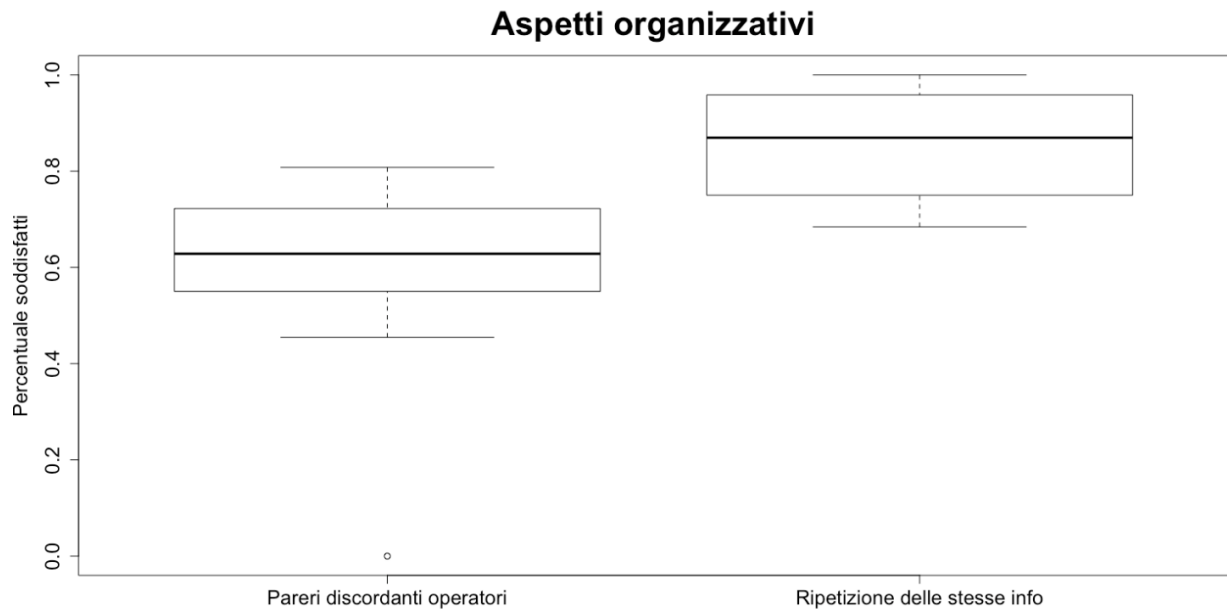 Aspetti organizzativi
Percentuale soddisfatti
1.0
0.8
0.6
0.4
0.2
0.0
Pareri discordanti operatori
Ripetizione delle stesse info